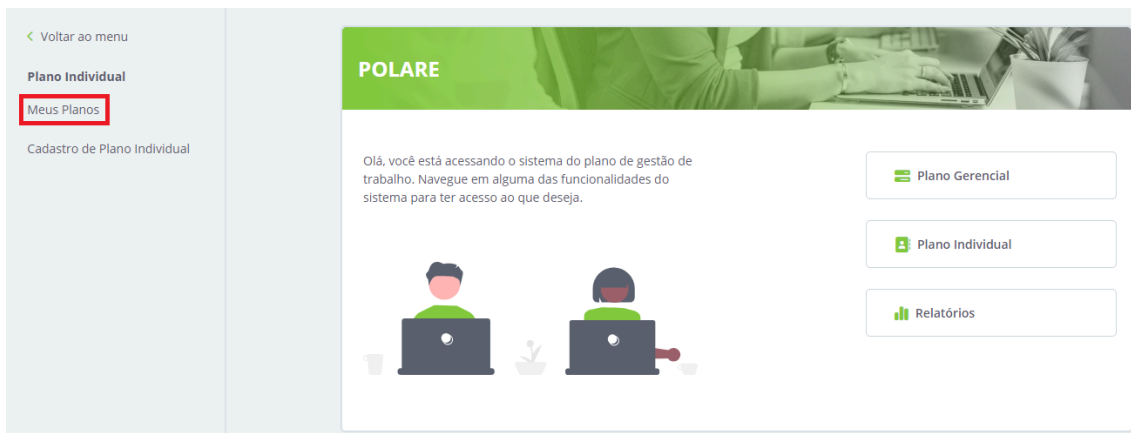 Voltar ao menu
Plano Individual
Meus Planos
Cadastro de Plano Individual
POLARE
Olá, você está acessando o sistema do plano de gestão de
trabalho. Navegue em alguma das funcionalidades do
sistema para ter acesso ao que deseja.
Plano Gerencial
Plano Individual
Relatórios